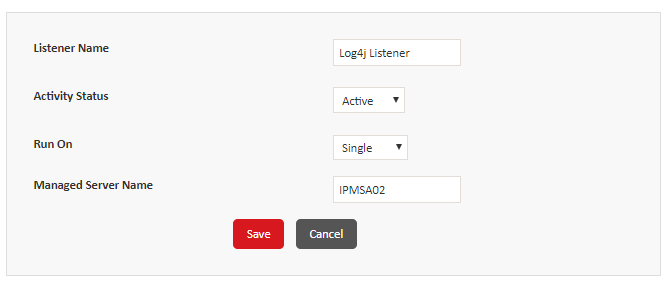 Listener Name Log4j Listener
Activity Status Active
Run On Single
Managed Server Name IPMSA02
Save Cancel